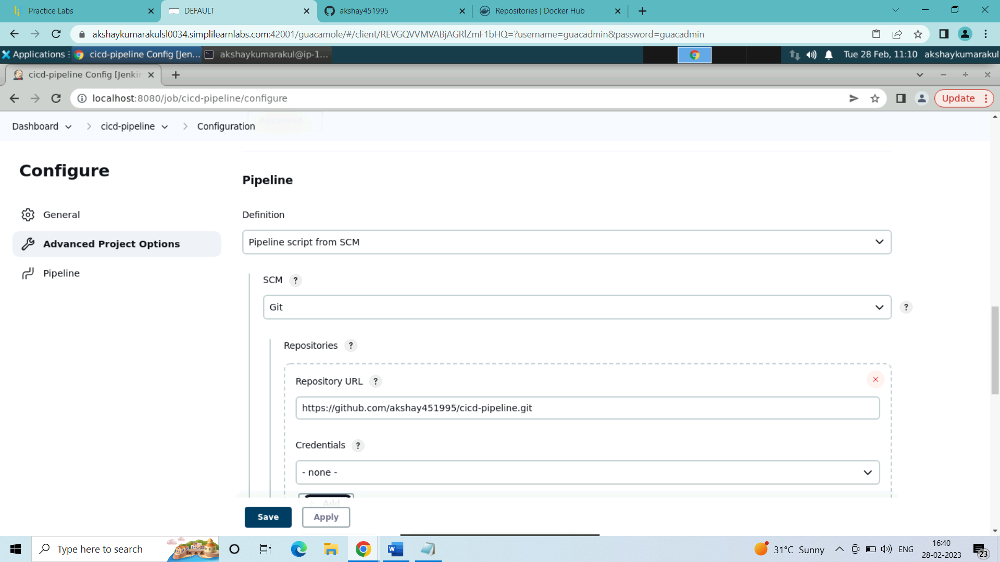 Practice Labs
DEFAULT
akshay451995
Repositories | Docker Hub
akshaykumarakulsl0034.simplilearnlabs.com:42001/guacamole/#/client/REVGQVVMVABjAGRlZmF1bHQ=?username=guacadmin&password=guacadmin
Applications
cicd-pipeline Config [Jen...
akshaykumarakul@ip-1...
Tue 28 Feb, 11:10
akshaykumarakul
cicd-pipeline Config [Jenkin
localhost:8080/job/cicd-pipeline/configure
Update
Advanced
Dashboard
cicd-pipeline
Configuration
Configure
General
Advanced Project Options
Pipeline
Pipeline
Definition
Pipeline script from SCM
SCM ?
Git
?
Repositories ?
Repository URL ?
https://github.com/akshay451995/cicd-pipeline.git
Credentials ?
- none -
Add
Save
Apply
Type here to search
31°C Sunny
ENG
16:40
28-02-2023
23